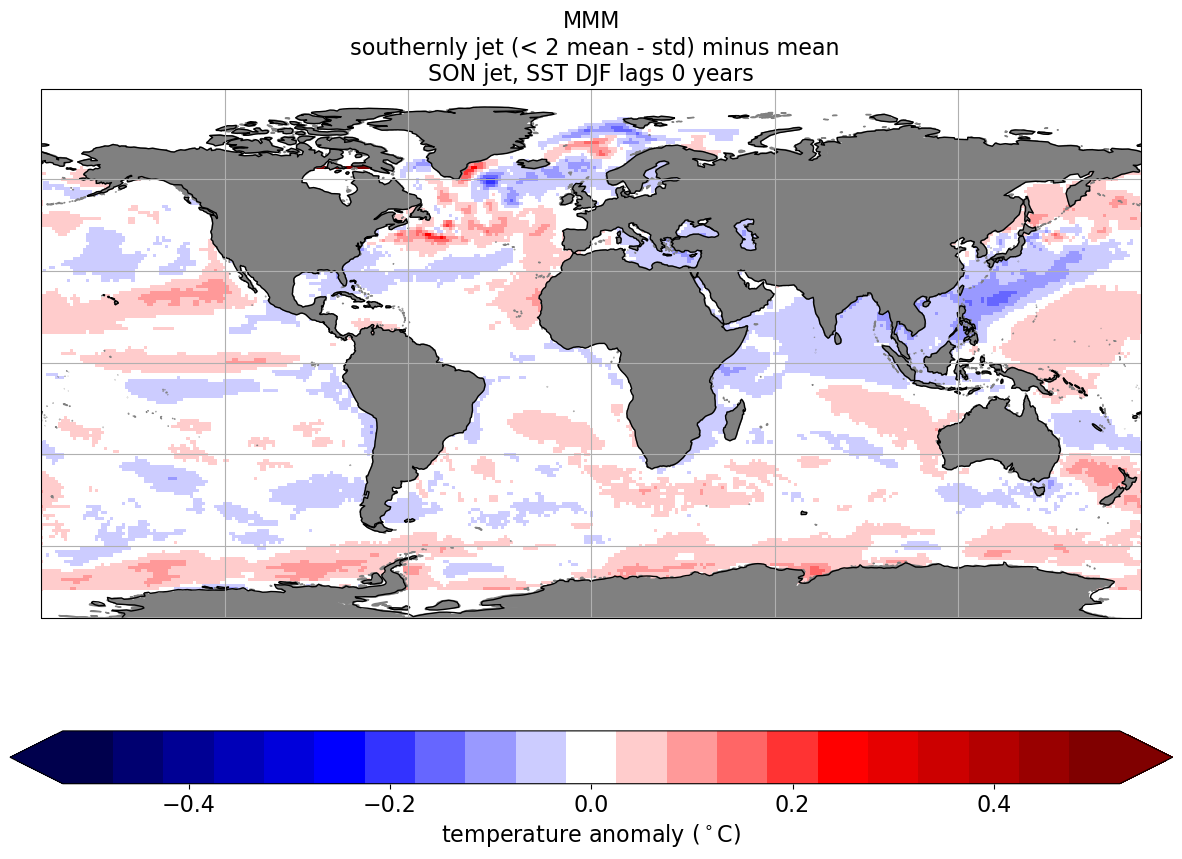 MMM
southernly jet (< 2 mean - std) minus mean
SON jet, SST DJF lags 0 years
−0.4 −0.2 0.0 0.2 0.4
temperature anomaly (°C)